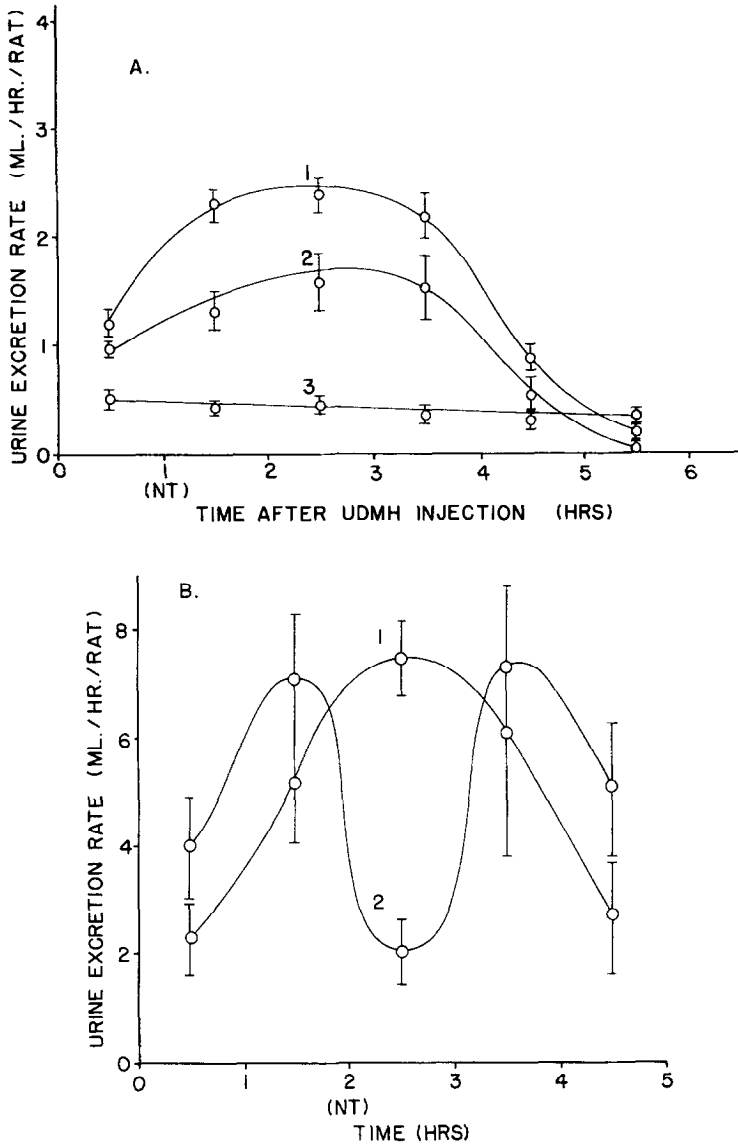 A.
URINE EXCRETION RATE (ML./HR./RAT)
4
3
2
1
0
1
2
3
0 1 2 3 4 5 6
(NT)
TIME AFTER UDMH INJECTION (HRS)
B.
URINE EXCRETION RATE (ML./HR./RAT)
8
6
4
2
0
1
2
0 1 2 3 4 5
(NT)
TIME (HRS)